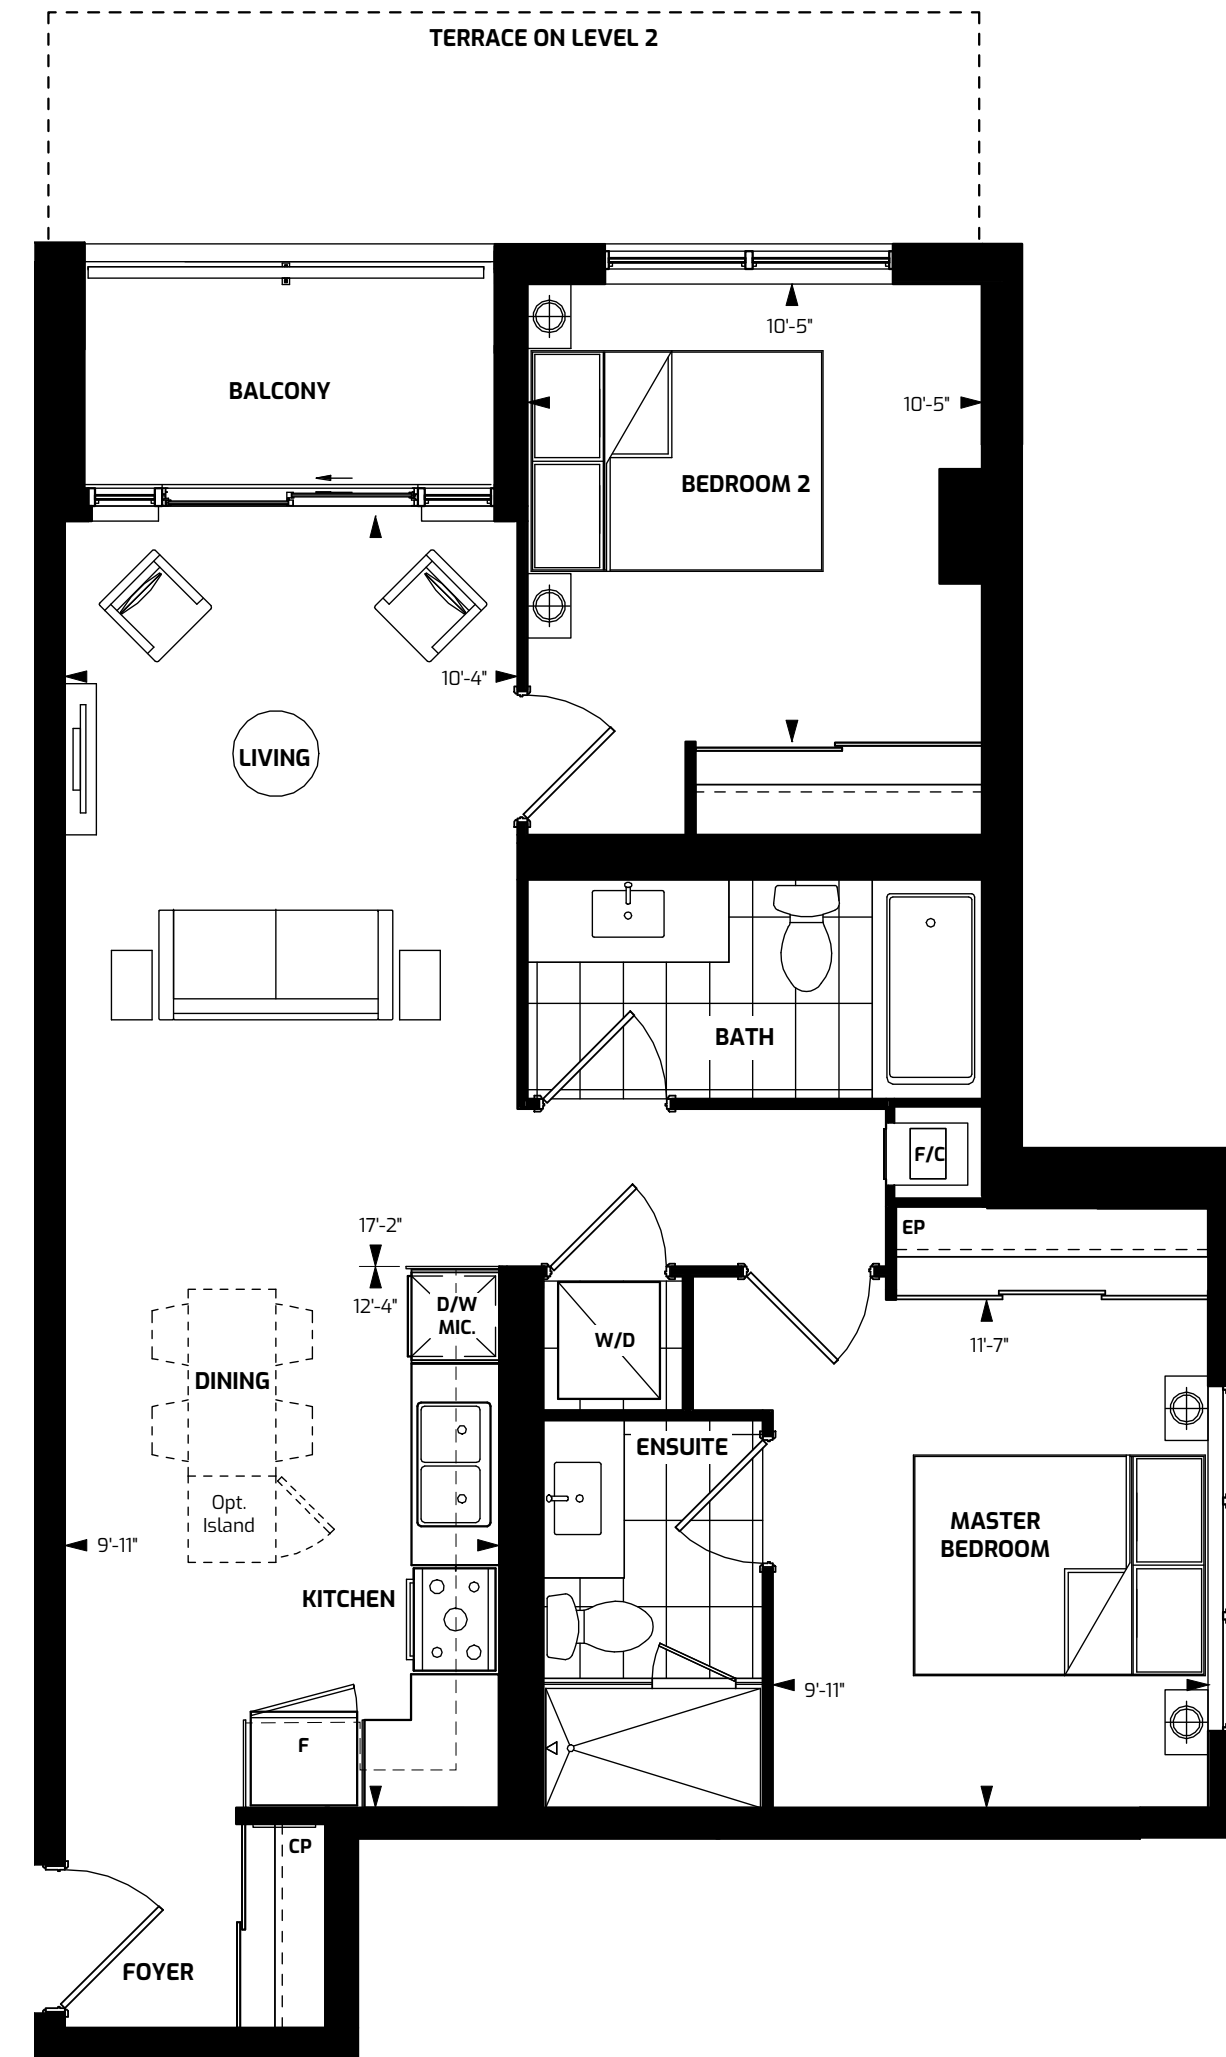 TERRACE ON LEVEL 2
10'-5"
BALCONY
10'-5"
BEDROOM 2
10'-4"
LIVING
BATH
F/C
17'-2"
EP
12'-4"
D/W
MIC.
W/D
11'-7"
DINING
ENSUITE
Opt.
Island
MASTER
BEDROOM
9'-11"
KITCHEN
9'-11"
F
CP
FOYER